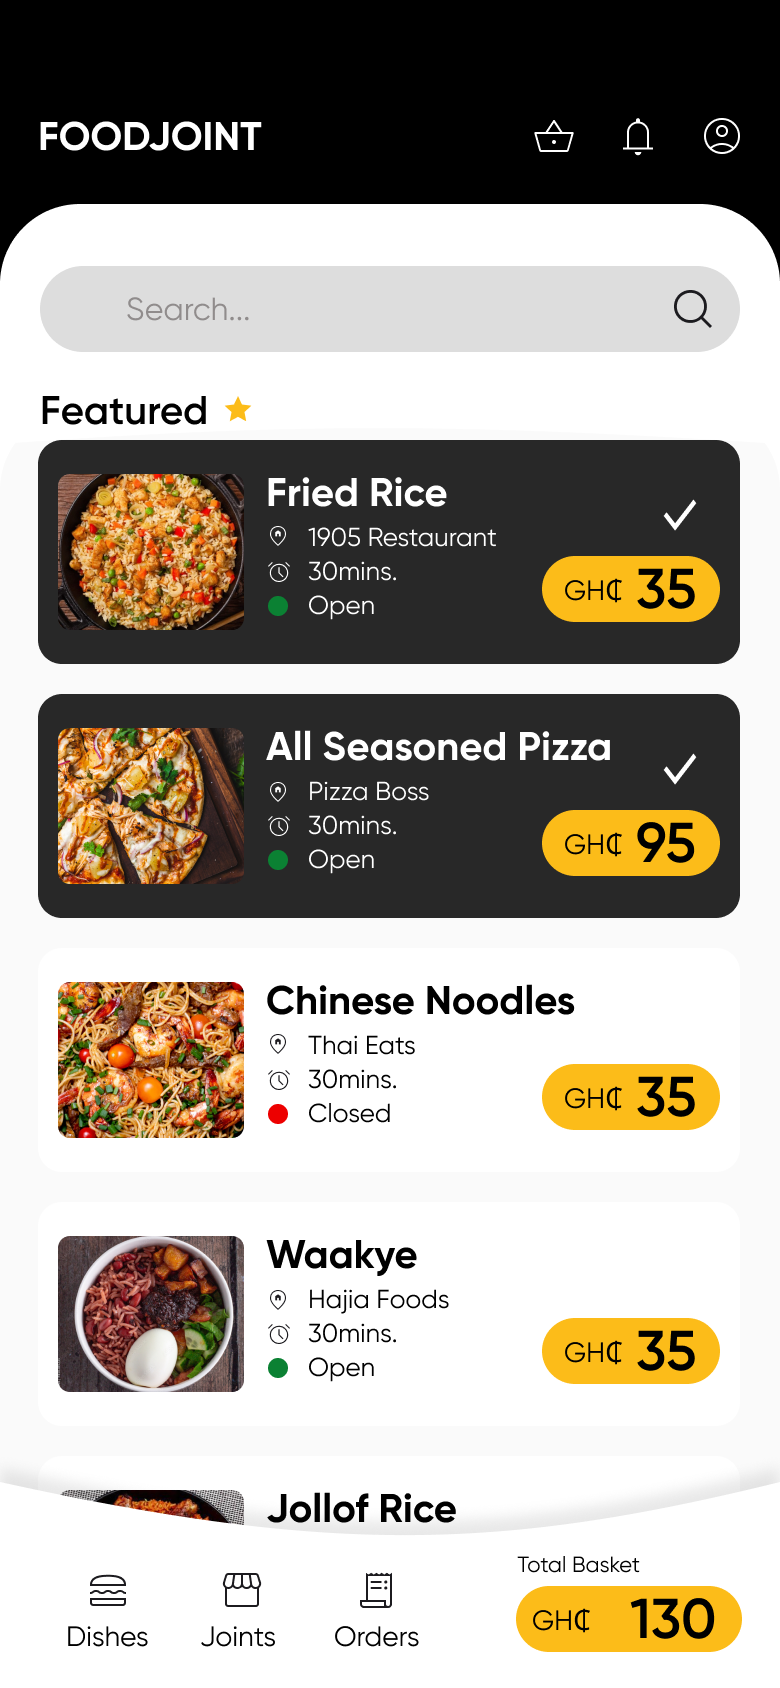 FOODJOINT
Search...
Featured
Fried Rice
1905 Restaurant
30mins.
Open
GH₵ 35
All Seasoned Pizza
Pizza Boss
30mins.
Open
GH₵ 95
Chinese Noodles
Thai Eats
30mins.
Closed
GH₵ 35
Waakye
Hajia Foods
30mins.
Open
GH₵ 35
Jollof Rice
Total Basket
GH₵ 130
Dishes Joints Orders